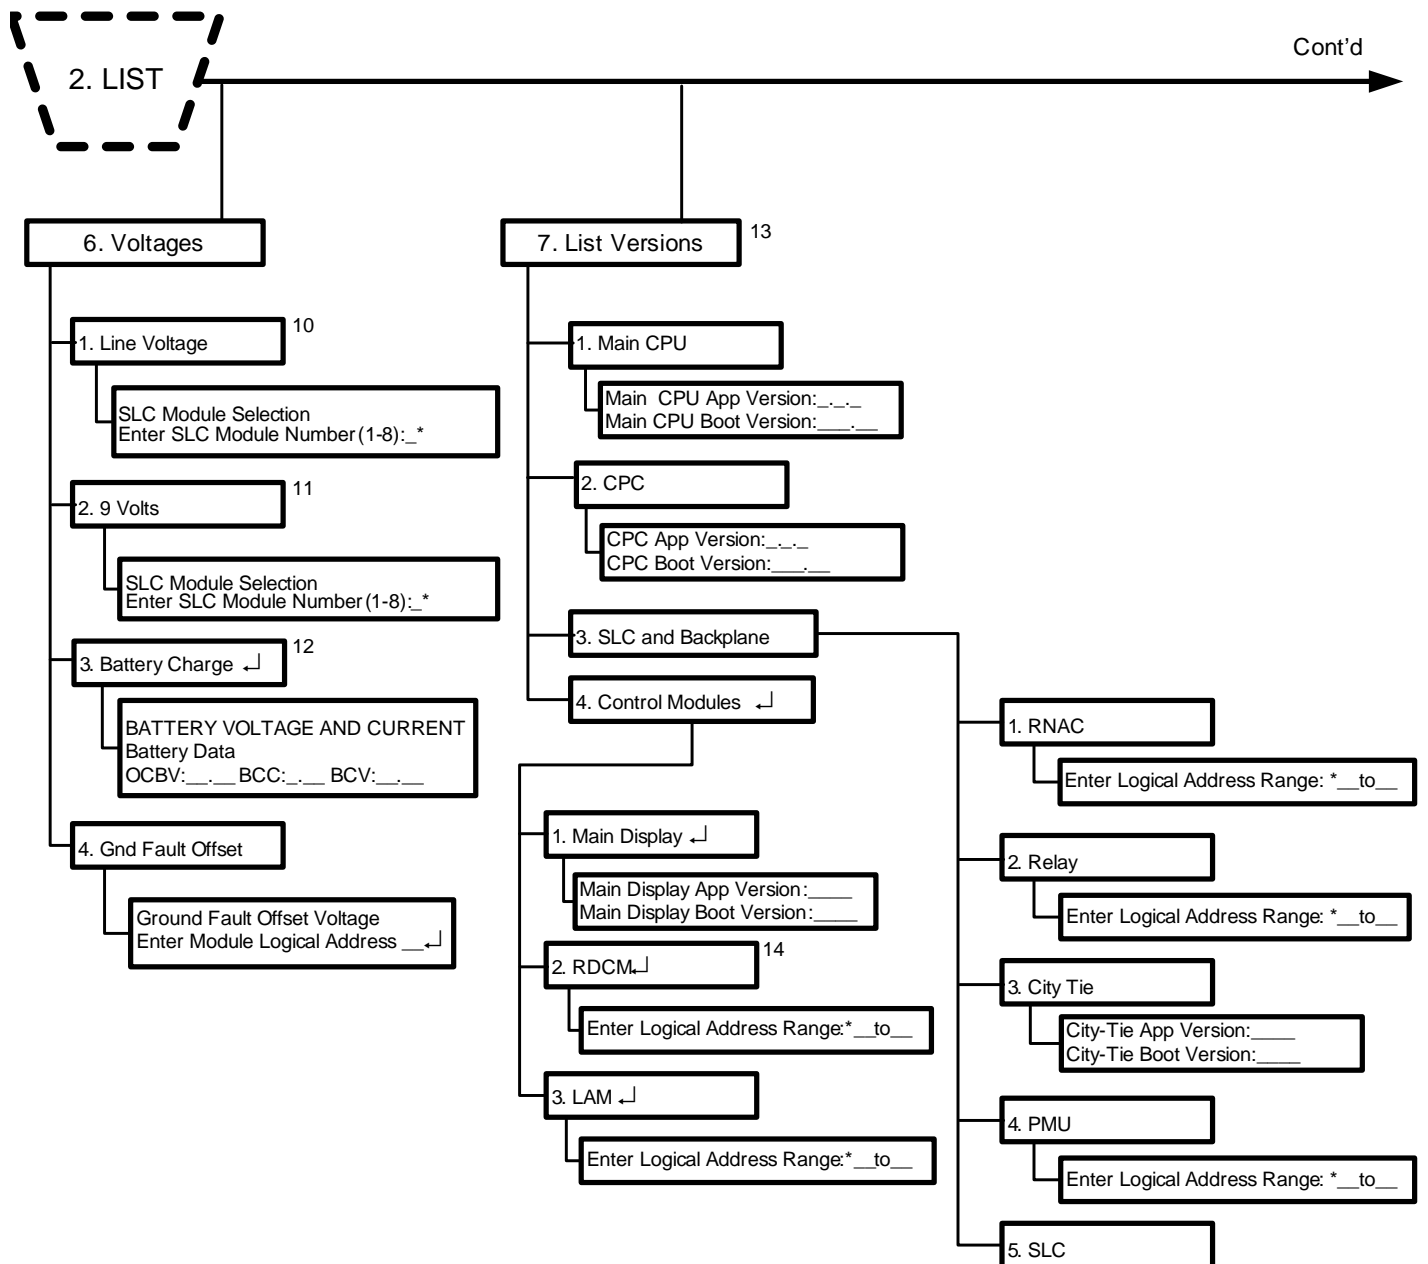 Cont'd
2. LIST
6. Voltages
1. Line Voltage
10
SLC Module Selection
Enter SLC Module Number (1-8):_*
2. 9 Volts
11
SLC Module Selection
Enter SLC Module Number (1-8):_*
3. Battery Charge ↵
12
BATTERY VOLTAGE AND CURRENT
Battery Data
OCBV:__.__ BCC:_.__ BCV:__.__
4. Gnd Fault Offset
Ground Fault Offset Voltage
Enter Module Logical Address __↵
7. List Versions
13
1. Main CPU
Main CPU App Version:_._._
Main CPU Boot Version:___.__
2. CPC
CPC App Version:_._._
CPC Boot Version:___.__
3. SLC and Backplane
4. Control Modules ↵
1. Main Display ↵
Main Display App Version:____
Main Display Boot Version:____
2. RDCM↵
14
Enter Logical Address Range:*__to__
3. LAM ↵
Enter Logical Address Range:*__to__
1. RNAC
Enter Logical Address Range: *__to__
2. Relay
Enter Logical Address Range: *__to__
3. City Tie
City-Tie App Version:____
City-Tie Boot Version:____
4. PMU
Enter Logical Address Range: *__to__
5. SLC